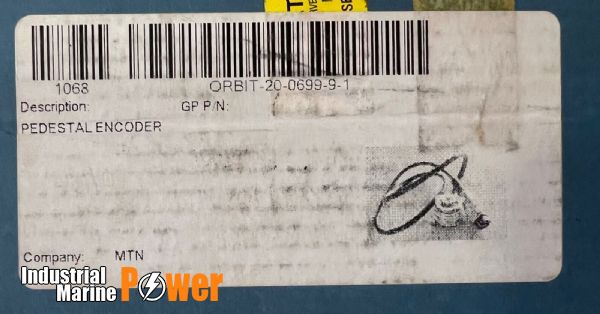 1068 ORBIT-20-0699-9-1
Description: GP P/N:
PEDESTAL ENCODER
Company: MTN
Industrial
Marine Power